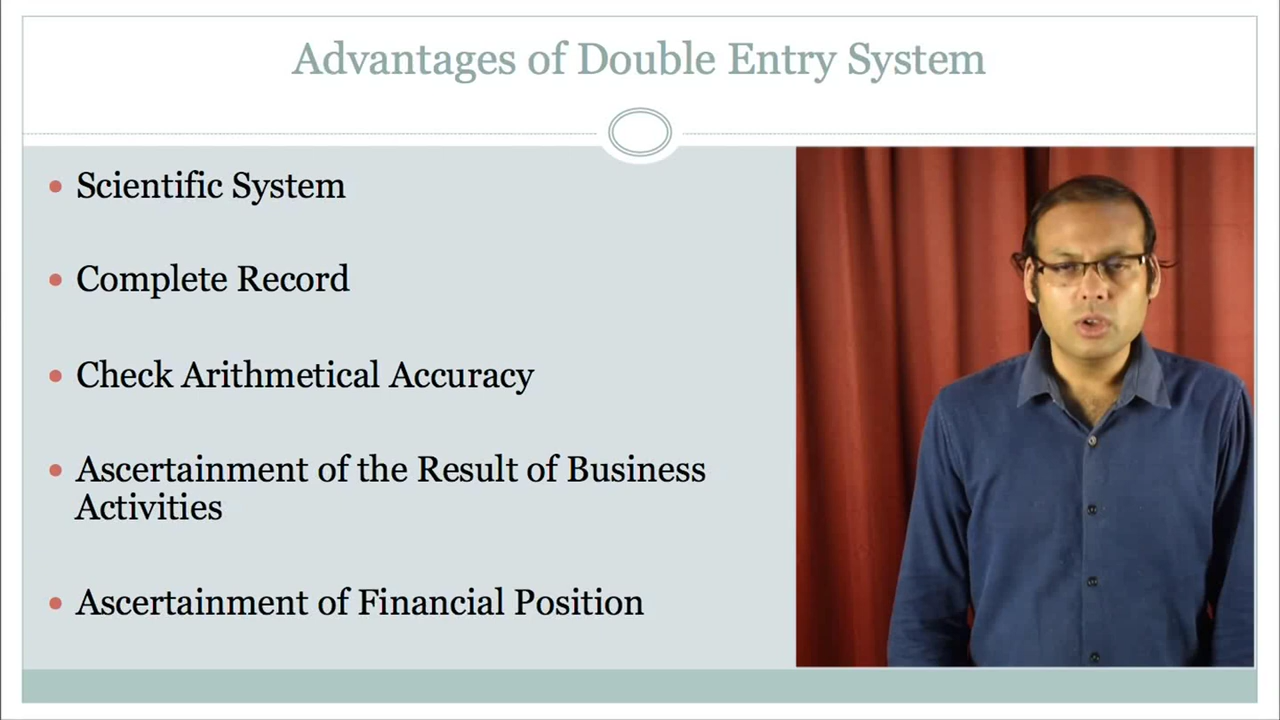 Advantages of Double Entry System
Scientific System
Complete Record
Check Arithmetical Accuracy
Ascertainment of the Result of Business
Activities
Ascertainment of Financial Position